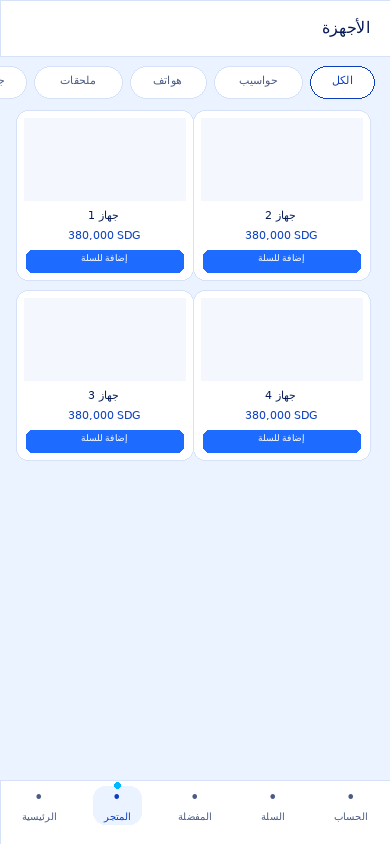 الأجهزة
الكل
حواسيب
هواتف
ملحقات
جهاز 2
380,000 SDG
إضافة للسلة
جهاز 1
380,000 SDG
إضافة للسلة
جهاز 4
380,000 SDG
إضافة للسلة
جهاز 3
380,000 SDG
إضافة للسلة
الحساب
السلة
المفضلة
المتجر
الرئيسية